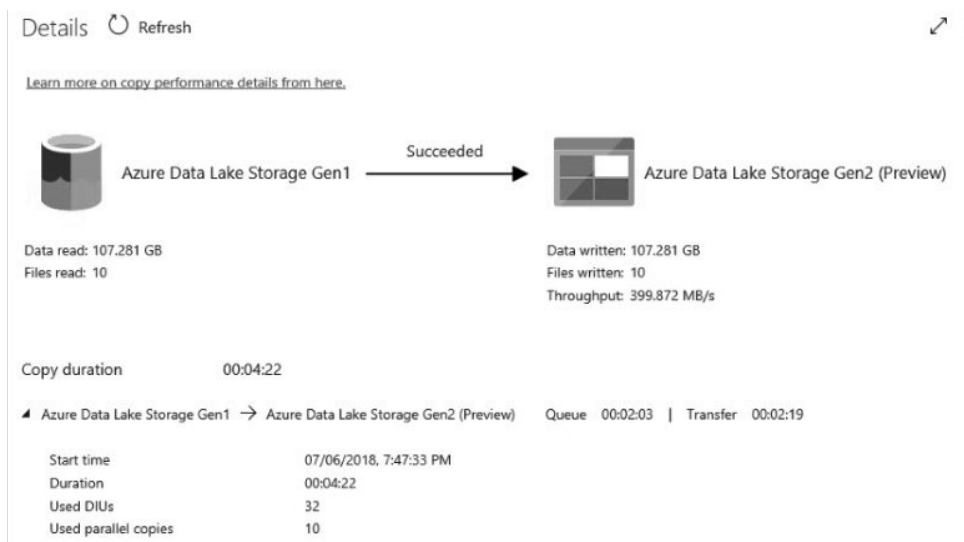 Details Refresh
Learn more on copy performance details from here.
Succeeded
Azure Data Lake Storage Gen1
Azure Data Lake Storage Gen2 (Preview)
Data read: 107.281 GB
Files read: 10
Data written: 107.281 GB
Files written: 10
Throughput: 399.872 MB/s
Copy duration 00:04:22
Azure Data Lake Storage Gen1 → Azure Data Lake Storage Gen2 (Preview) Queue 00:02:03 | Transfer 00:02:19
Start time 07/06/2018, 7:47:33 PM
Duration 00:04:22
Used DIUs 32
Used parallel copies 10